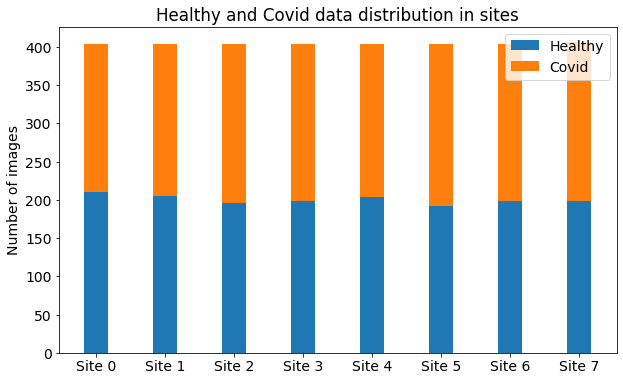 Healthy and Covid data distribution in sites
Number of images
400
350
300
250
200
150
100
50
0
Healthy
Covid
Site 0 Site 1 Site 2 Site 3 Site 4 Site 5 Site 6 Site 7